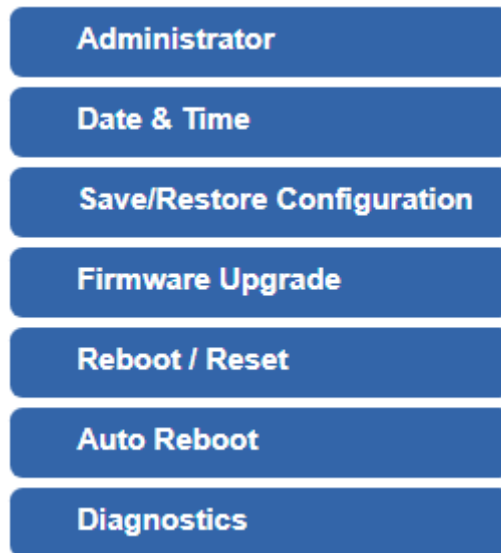 Administrator
Date & Time
Save/Restore Configuration
Firmware Upgrade
Reboot / Reset
Auto Reboot
Diagnostics